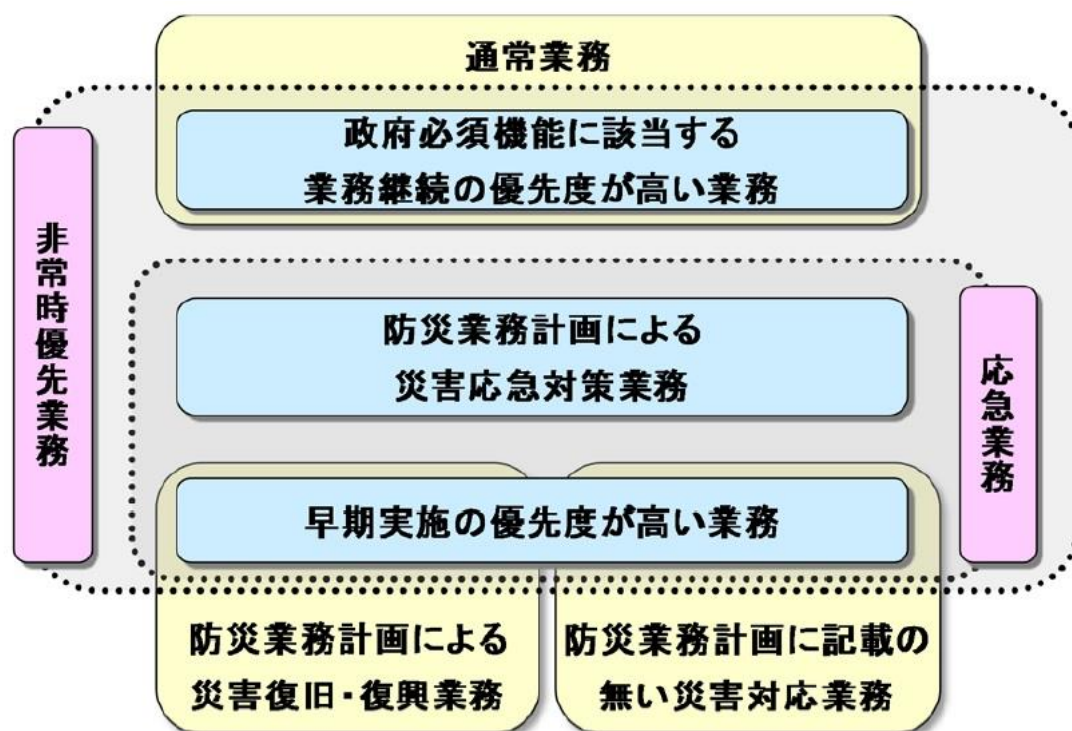 通常業務
政府必須機能に該当する
業務継続の優先度が高い業務
非常時優先業務
防災業務計画による
災害応急対策業務
応急業務
早期実施の優先度が高い業務
防災業務計画による
災害復旧・復興業務
防災業務計画に記載の
無い災害対応業務